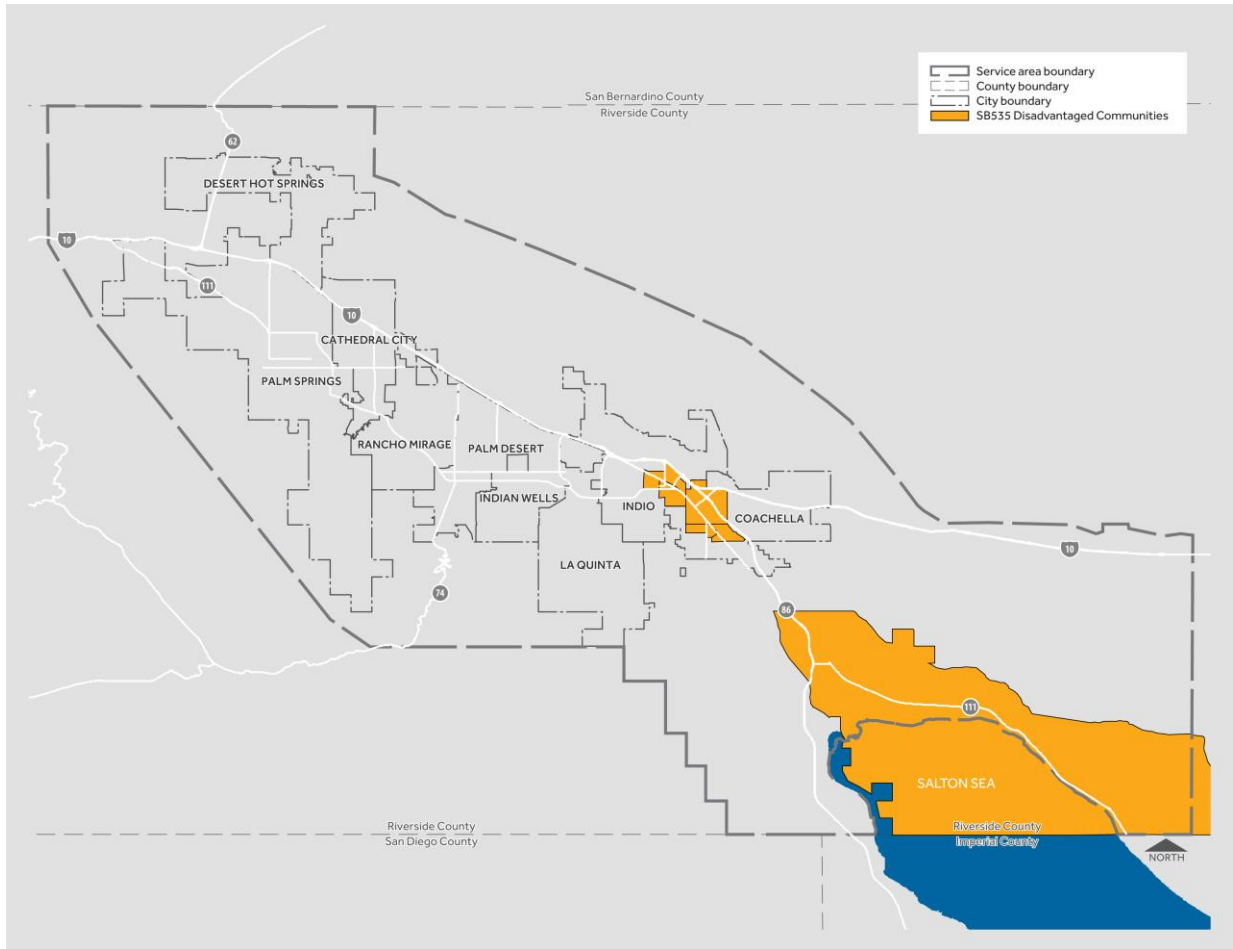 Service area boundary
County boundary
City boundary
SB535 Disadvantaged Communities
San Bernardino County
Riverside County
62
DESERT HOT SPRINGS
10
111
10
CATHEDRAL CITY
PALM SPRINGS
RANCHO MIRAGE
PALM DESERT
INDIAN WELLS
INDIO
COACHELLA
10
LA QUINTA
74
86
111
SALTON SEA
Riverside County
San Diego County
Riverside County
Imperial County
NORTH